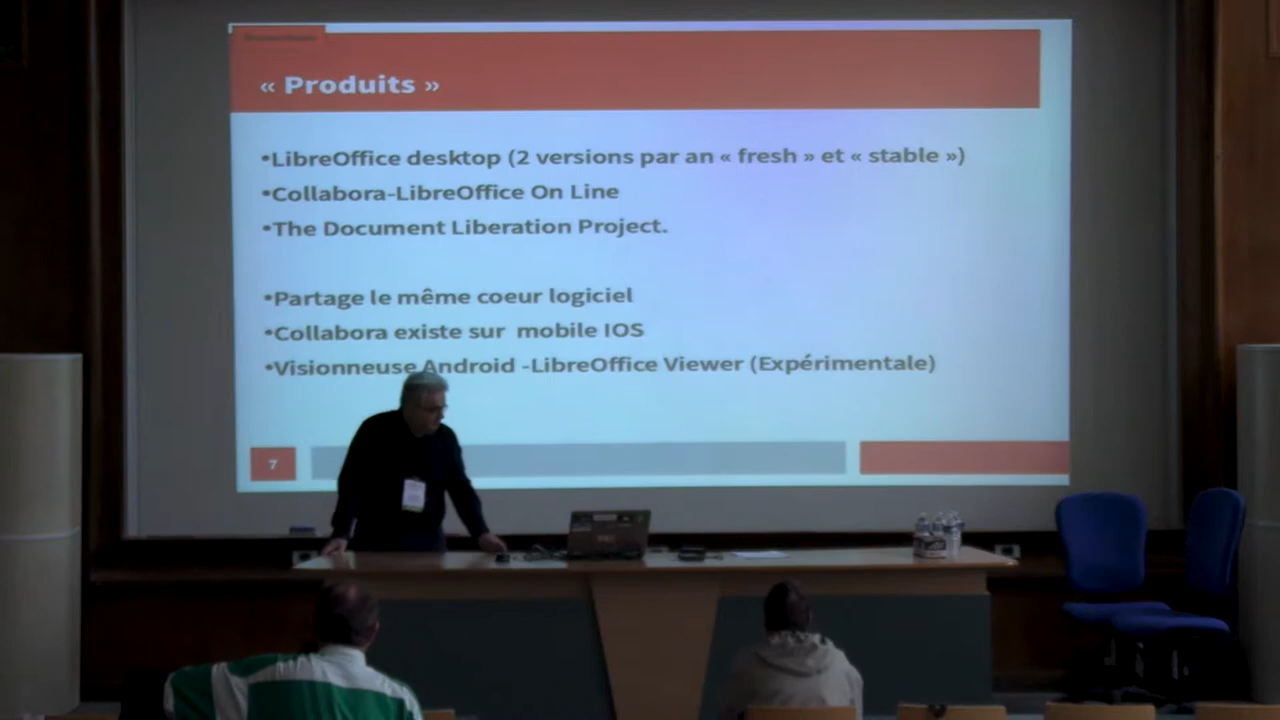 « Produits »
•LibreOffice desktop (2 versions par an « fresh » et « stable »)
•Collabora-LibreOffice On Line
•The Document Liberation Project.
•Partage le même coeur logiciel
•Collabora existe sur mobile IOS
•Visionneuse Android -LibreOffice Viewer (Expérimentale)
7